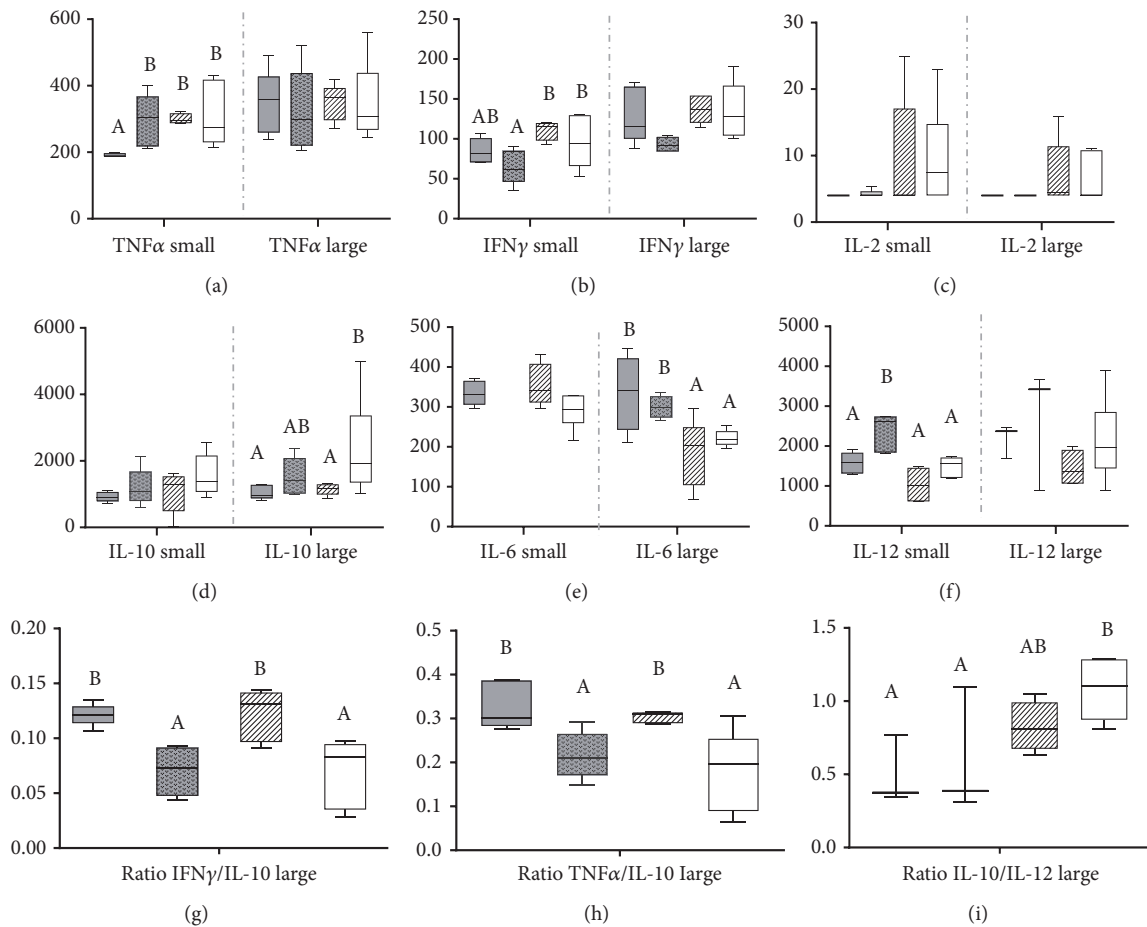 600
400
200
0
A
B
B
B
TNFα small
TNFα large
(a)
250
200
150
100
50
0
AB
A
B
B
IFNγ small
IFNγ large
(b)
30
20
10
0
IL-2 small
IL-2 large
(c)
6000
4000
2000
0
A
AB
A
B
IL-10 small
IL-10 large
(d)
500
400
300
200
100
0
B
B
A
A
IL-6 small
IL-6 large
(e)
5000
4000
3000
2000
1000
0
A
B
A
A
IL-12 small
IL-12 large
(f)
0.20
0.15
0.10
0.05
0.00
B
A
B
A
Ratio IFNγ/IL-10 large
(g)
0.5
0.4
0.3
0.2
0.1
0.0
B
A
B
A
Ratio TNFα/IL-10 large
(h)
1.5
1.0
0.5
0.0
A
A
AB
B
Ratio IL-10/IL-12 large
(i)